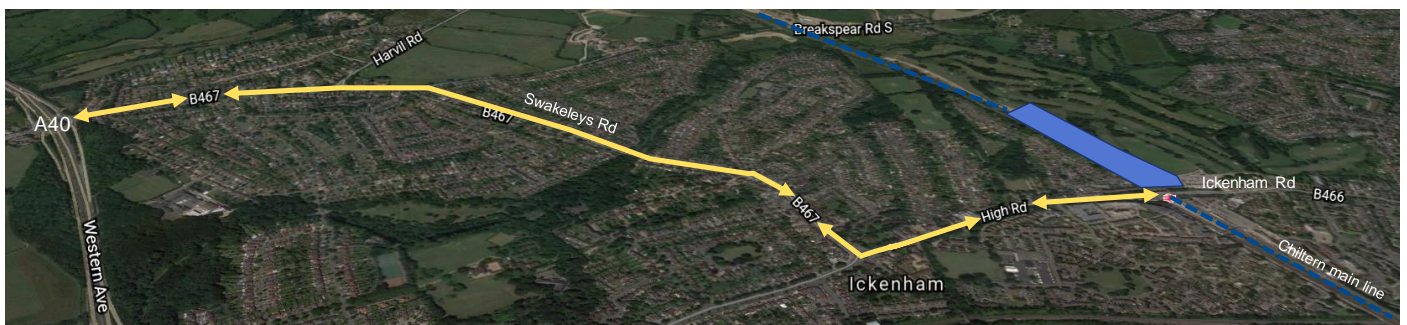 Breakspear Rd S
Harvil Rd
B467
A40
Swakeleys Rd
B467
Ickenham Rd
B466
B467
High Rd
Western Ave
Chiltern main line
Ickenham